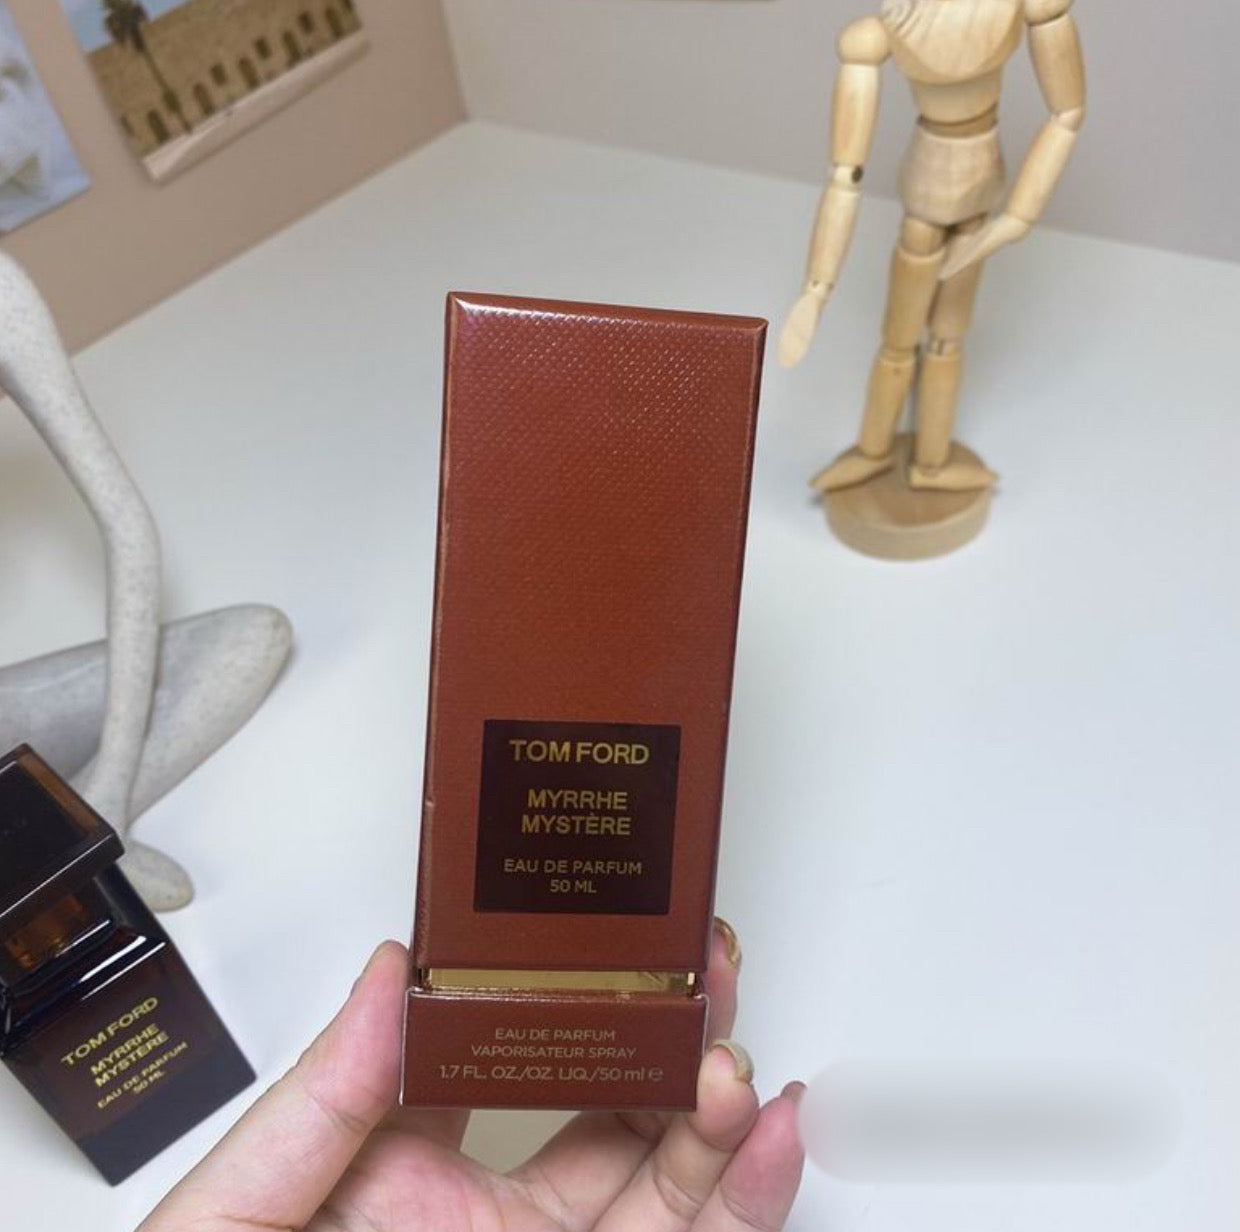 TOM FORD
MYRRHE
MYSTÈRE
EAU DE PARFUM
50 ML
EAU DE PARFUM
VAPORISATEUR SPRAY
1.7 FL. OZ./OZ. LIQ./50 ml ℮
TOM FORD
MYRRHE
MYSTÈRE
EAU DE PARFUM
50 ML